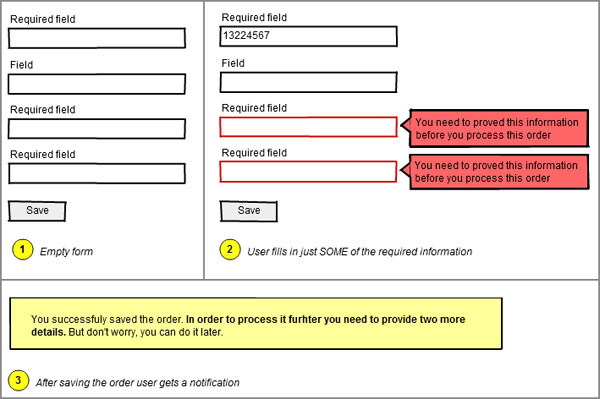 Required field
Field
Required field
Required field
Save
1 Empty form
Required field
13224567
Field
Required field
You need to proved this information
before you process this order
Required field
You need to proved this information
before you process this order
Save
2 User fills in just SOME of the required information
You successfuly saved the order. In order to process it furhter you need to provide two more
details. But don't worry, you can do it later.
3 After saving the order user gets a notification